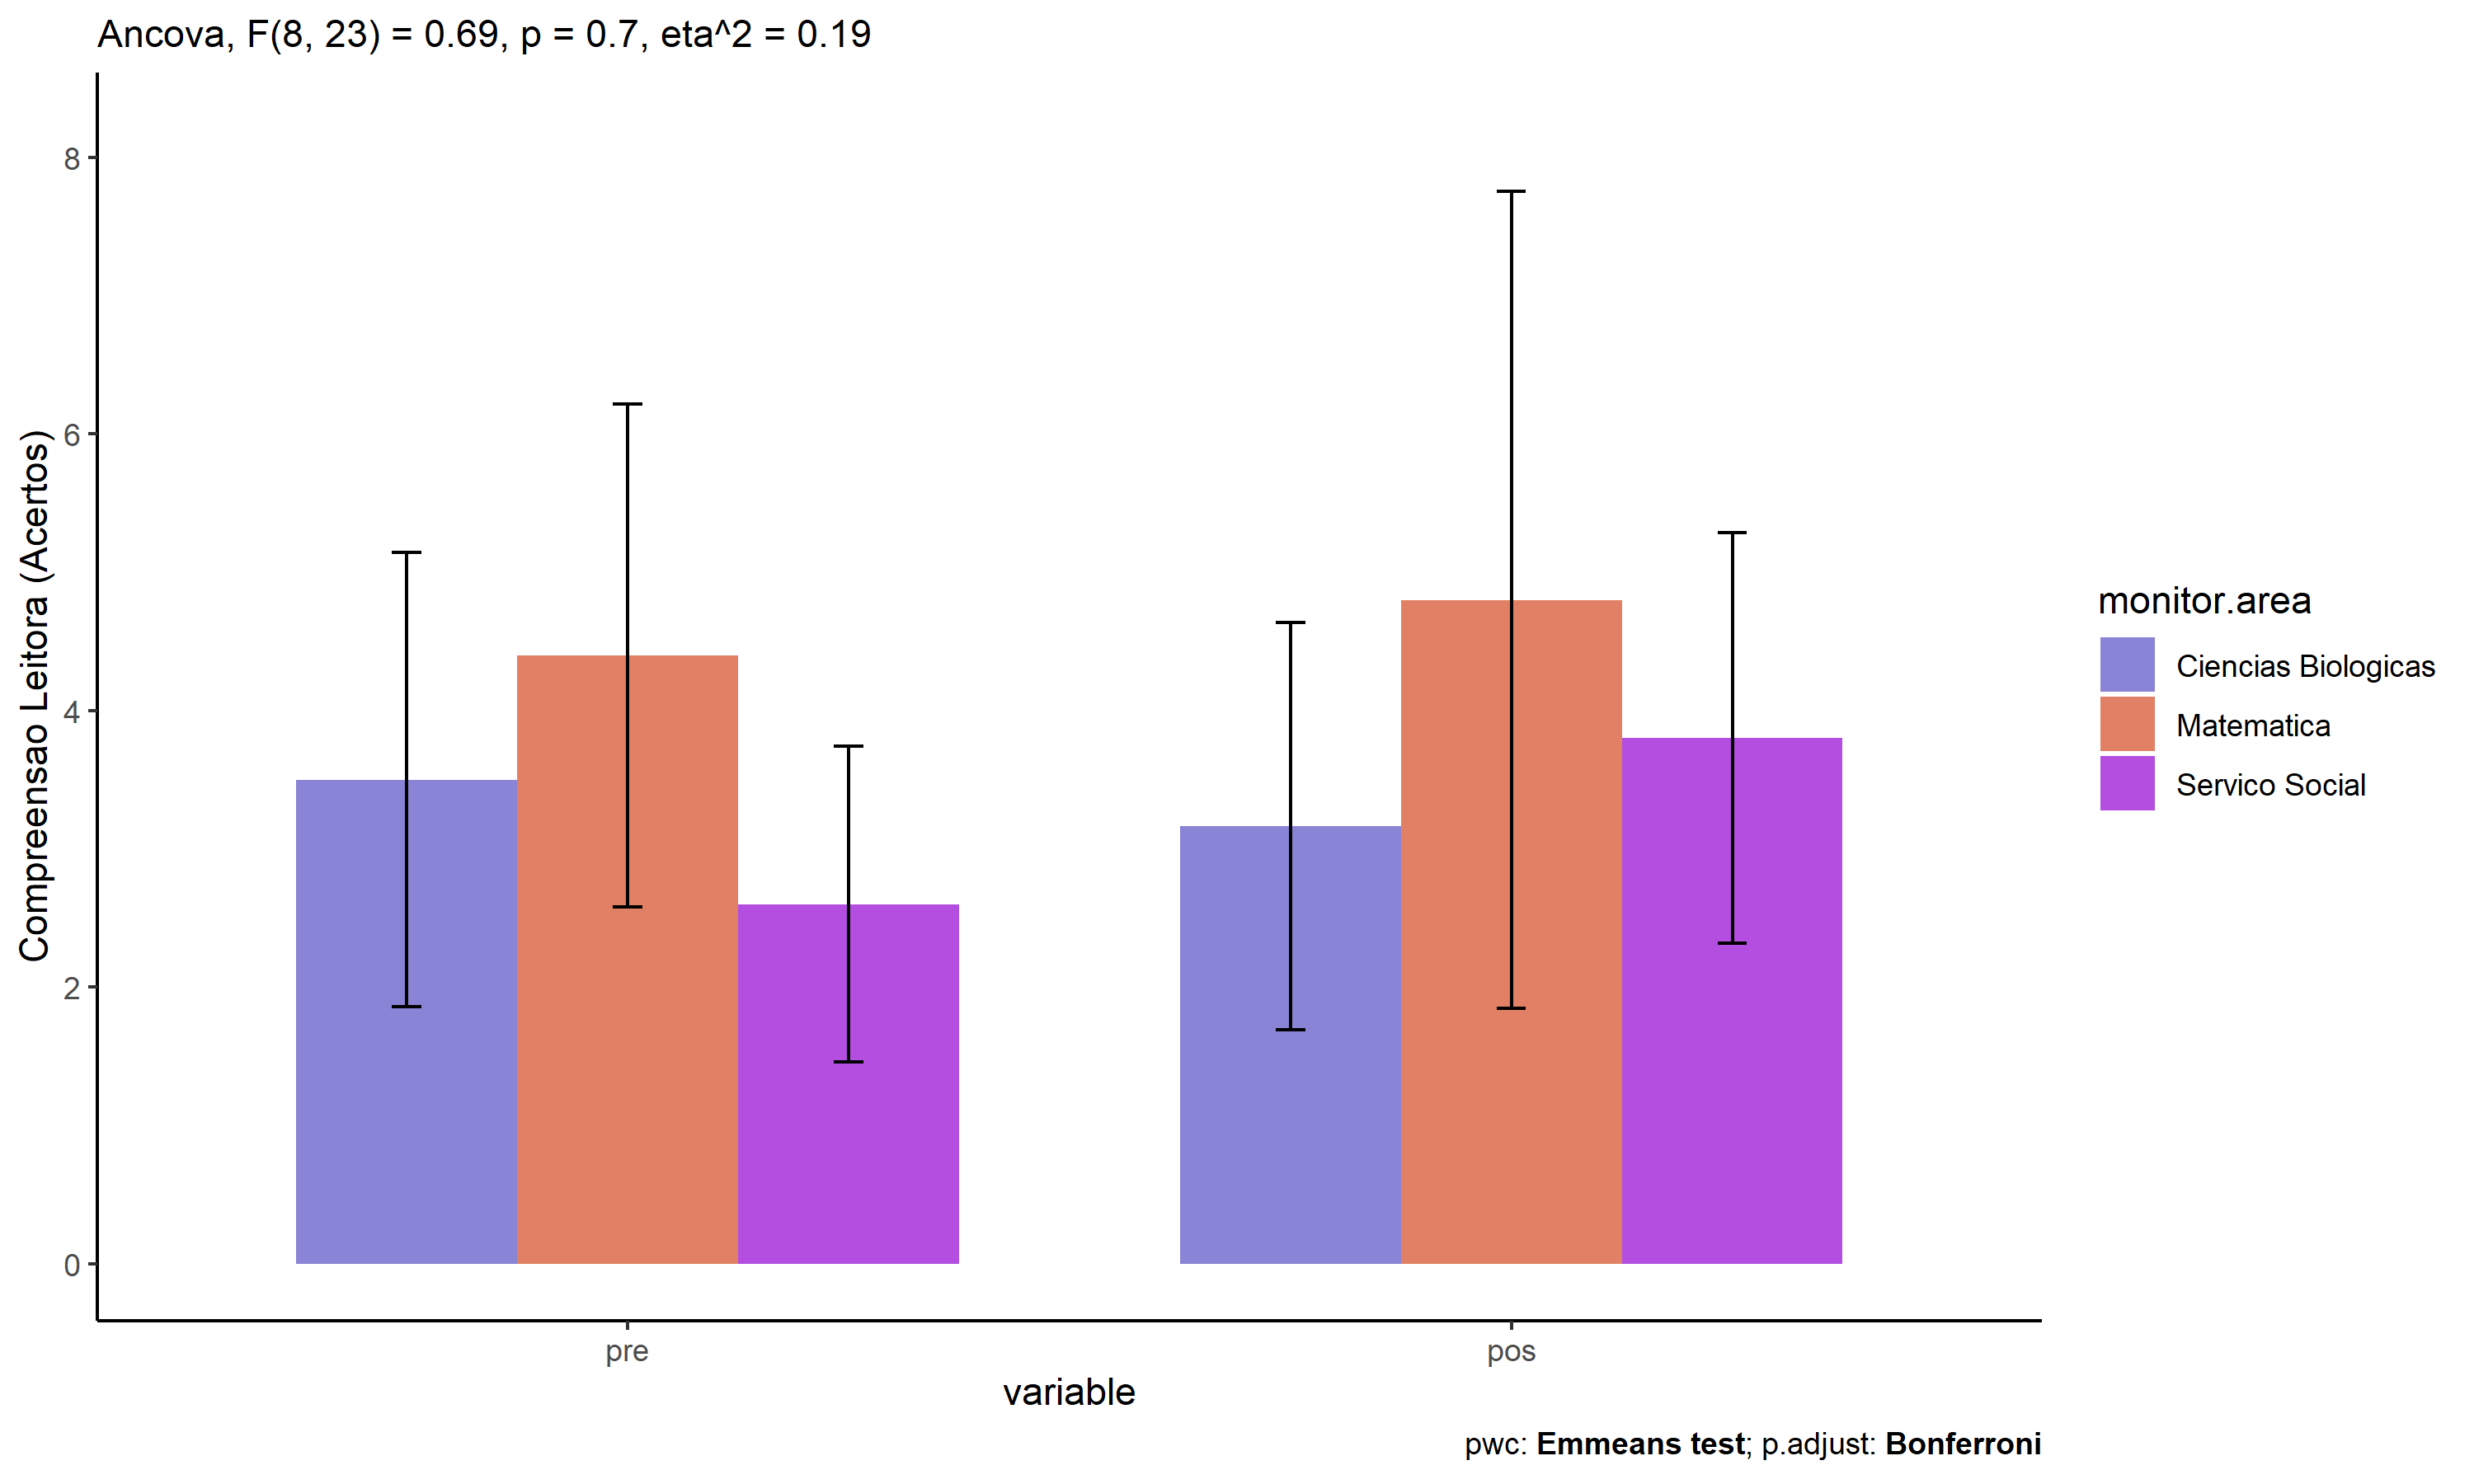 Ancova, F(8, 23) = 0.69, p = 0.7, eta^2 = 0.19
Compreensao Leitora (Acertos)
8
6
4
2
0
pre
pos
variable
monitor.area
Ciencias Biologicas
Matematica
Servico Social
pwc: Emmeans test; p.adjust: Bonferroni